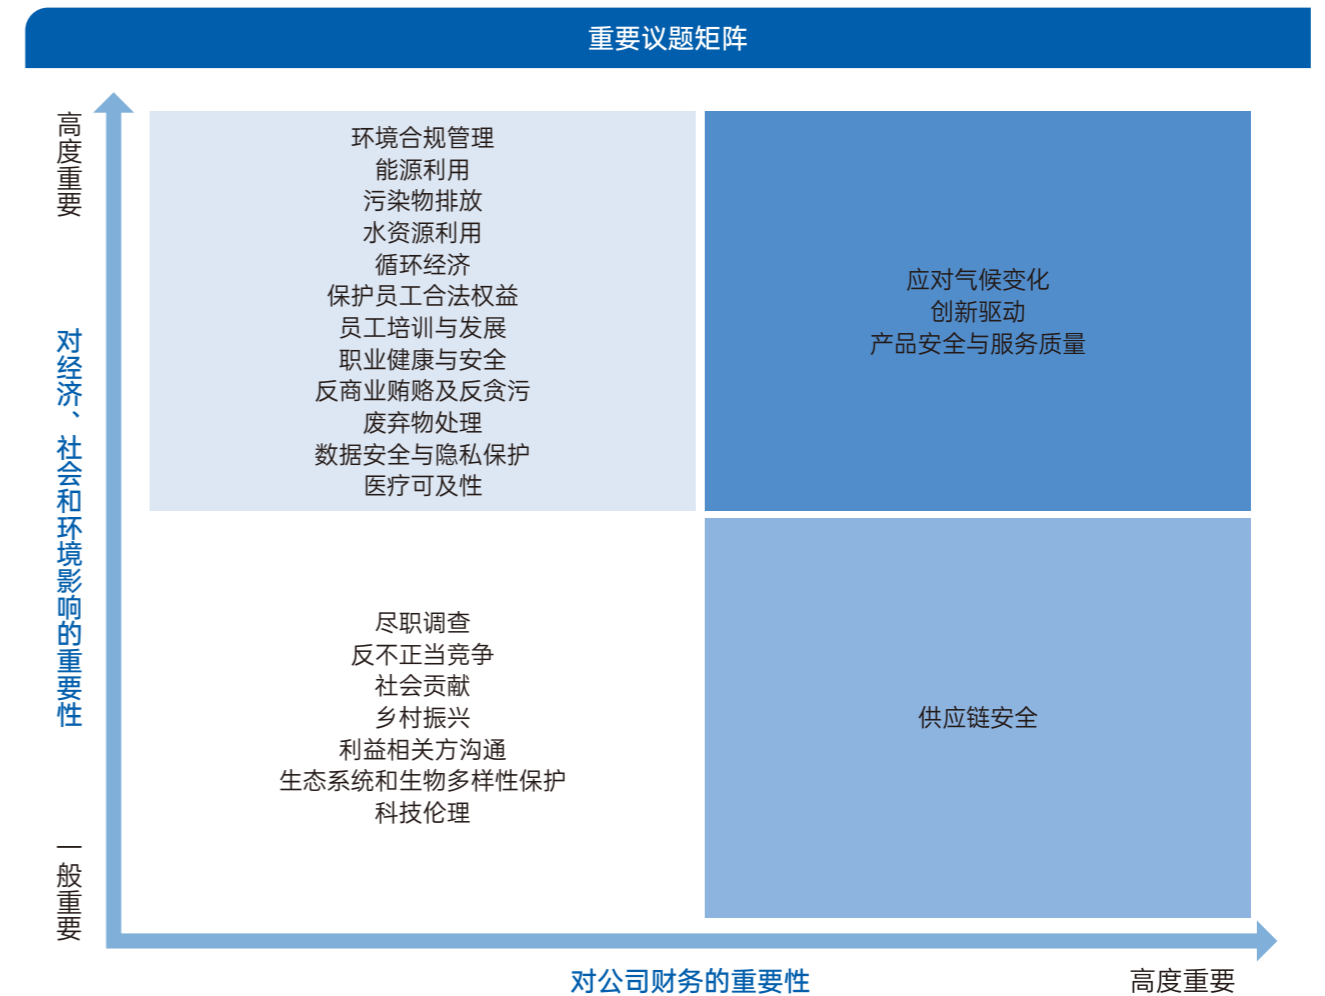 重要议题矩阵
高度重要
对经济、社会和环境影响的重要性
一般重要
环境合规管理
能源利用
污染物排放
水资源利用
循环经济
保护员工合法权益
员工培训与发展
职业健康与安全
反商业贿赂及反贪污
废弃物处理
数据安全与隐私保护
医疗可及性
应对气候变化
创新驱动
产品安全与服务质量
尽职调查
反不正当竞争
社会贡献
乡村振兴
利益相关方沟通
生态系统和生物多样性保护
科技伦理
供应链安全
对公司财务的重要性
高度重要